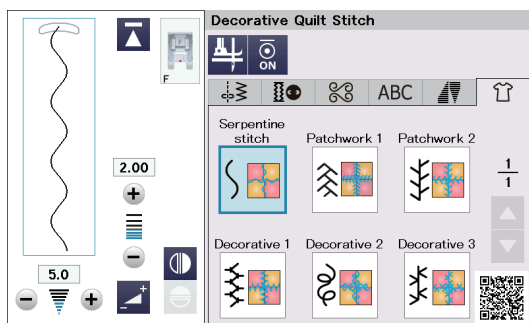 Decorative Quilt Stitch
F
ON
ABC
Serpentine
stitch
Patchwork 1
Patchwork 2
2.00
1
1
5.0
Decorative 1
Decorative 2
Decorative 3